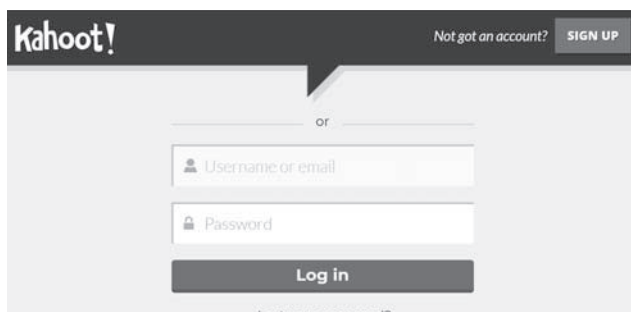 Kahoot!
Not got an account? SIGN UP
or
Username or email
Password
Log in